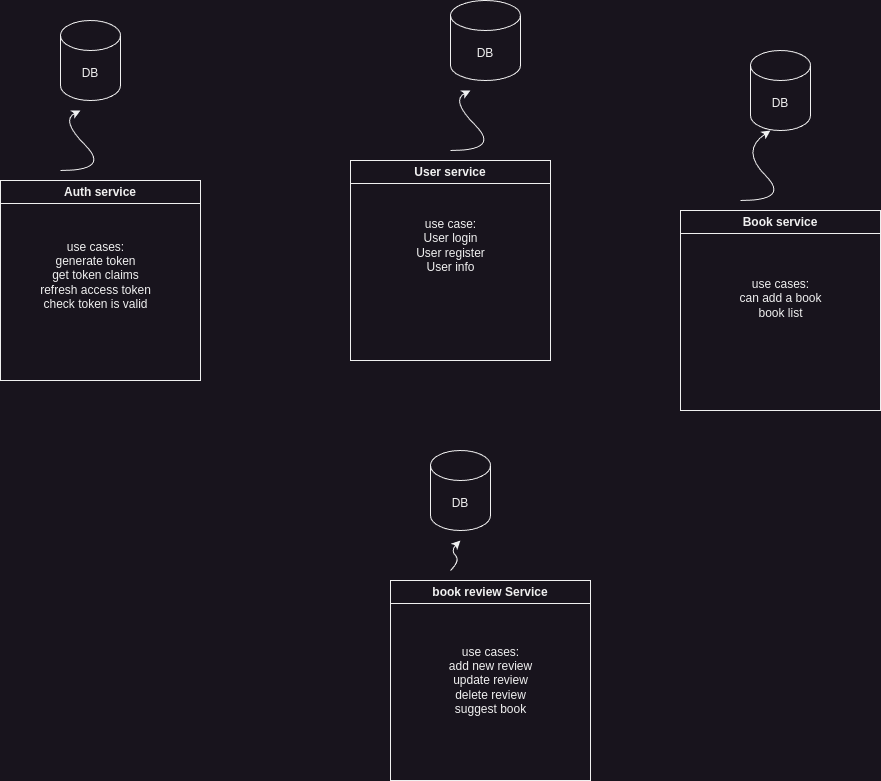 DB
Auth service
use cases:
generate token
get token claims
refresh access token
check token is valid
DB
User service
use case:
User login
User register
User info
DB
Book service
use cases:
can add a book
book list
DB
book review Service
use cases:
add new review
update review
delete review
suggest book